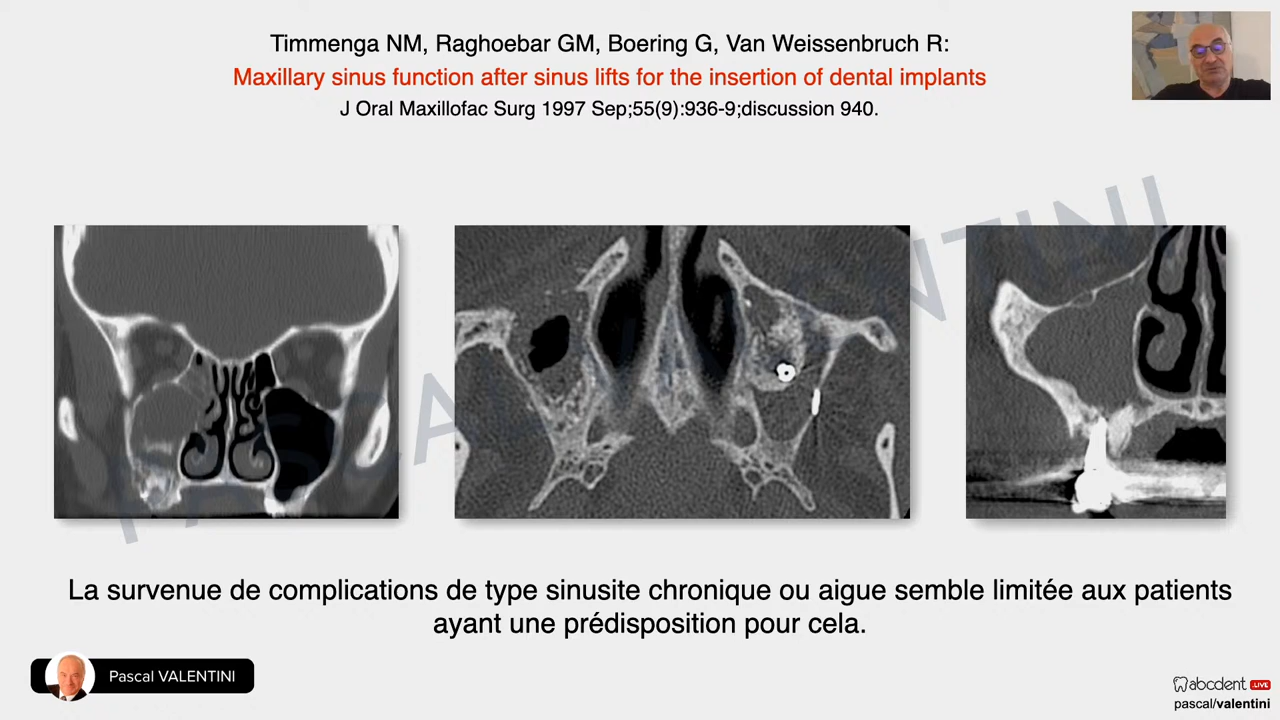 Timmenga NM, Raghoebar GM, Boering G, Van Weissenbruch R:
Maxillary sinus function after sinus lifts for the insertion of dental implants
J Oral Maxillofac Surg 1997 Sep;55(9):936-9;discussion 940.
PASCAL VALENTINI
La survenue de complications de type sinusite chronique ou aigue semble limitée aux patients
ayant une prédisposition pour cela.
Pascal VALENTINI
abcdent .LIVE
pascal/valentini